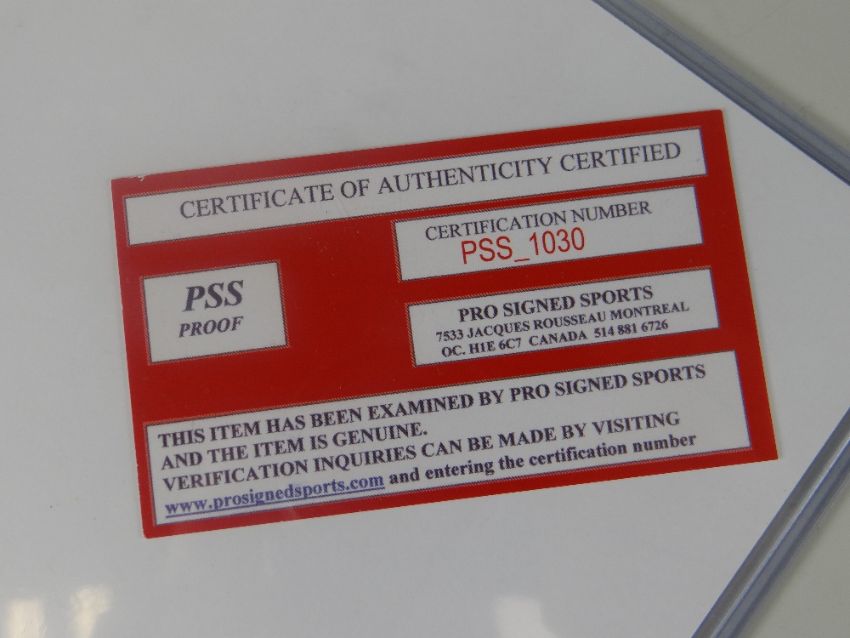 CERTIFICATE OF AUTHENTICITY CERTIFIED
CERTIFICATION NUMBER
PSS_1030
PSS
PROOF
PRO SIGNED SPORTS
7533 JACQUES ROUSSEAU MONTREAL
QC. H1E 6C7 CANADA 514 881 6726
THIS ITEM HAS BEEN EXAMINED BY PRO SIGNED SPORTS
AND THE ITEM IS GENUINE.
VERIFICATION INQUIRIES CAN BE MADE BY VISITING
www.prosignedsports.com and entering the certification number